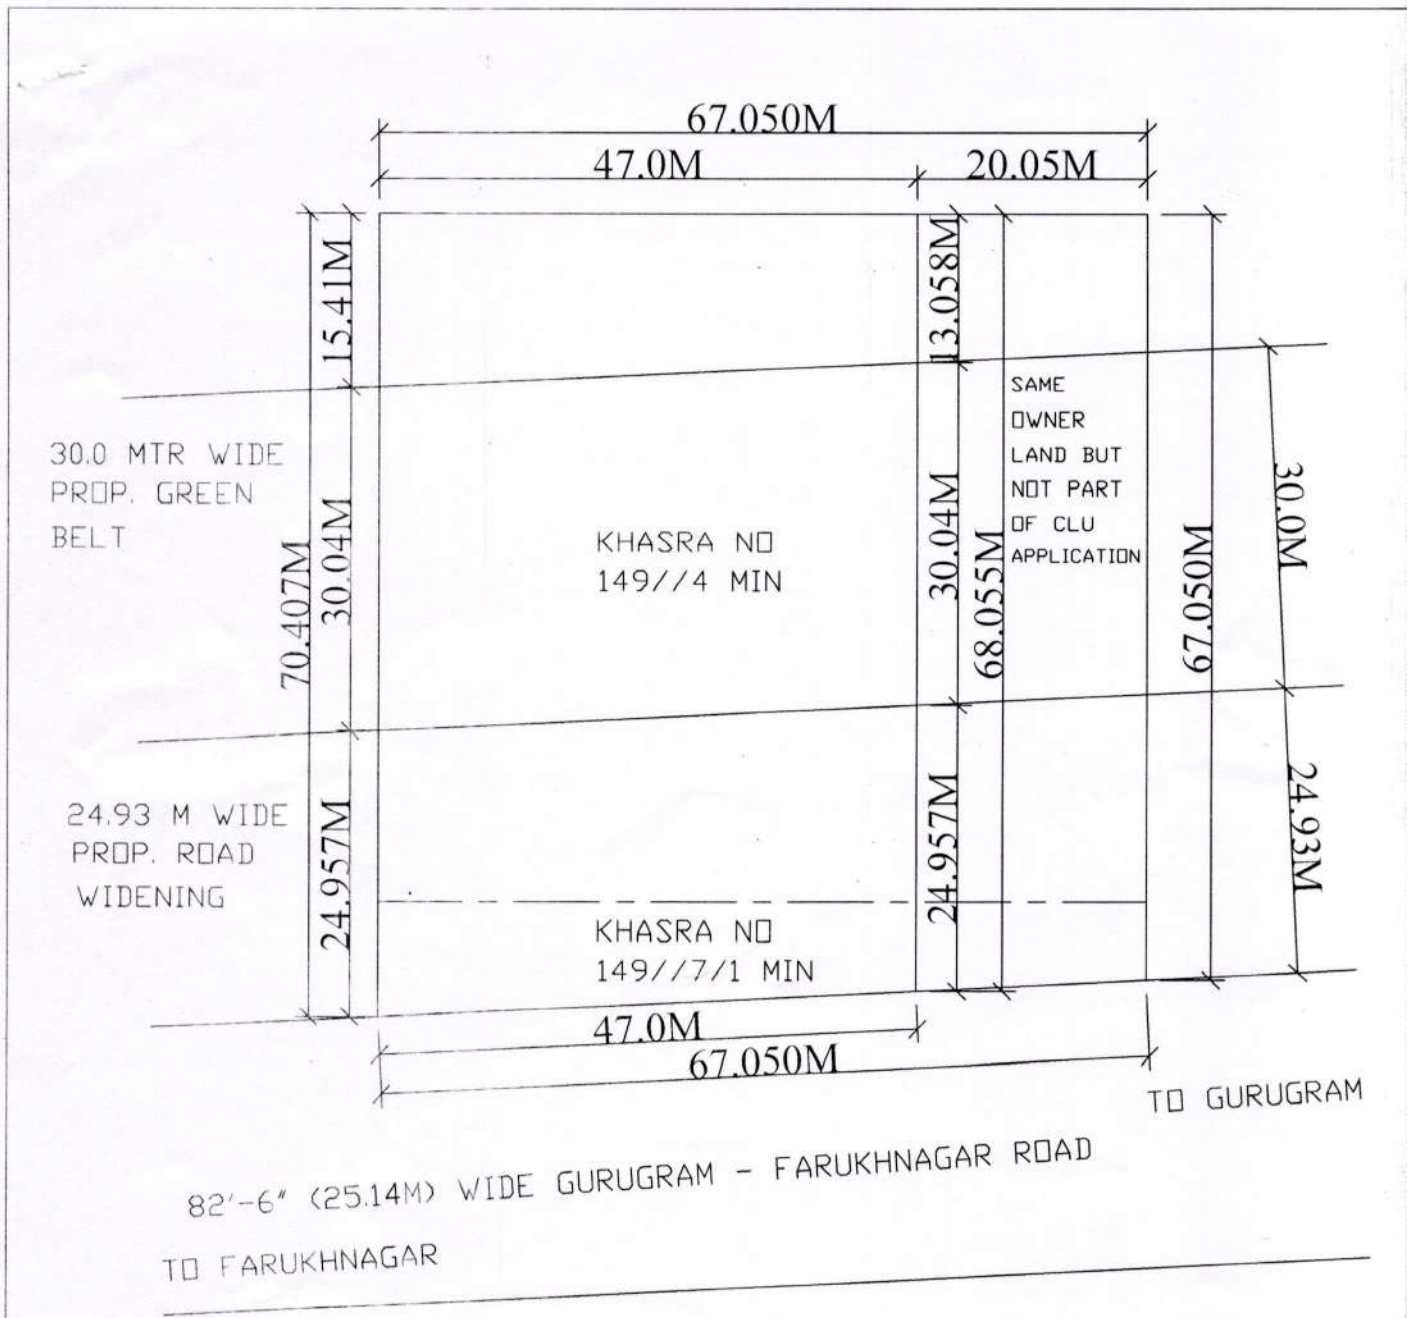 67.050M
47.0M
20.05M
15.41M
13.058M
SAME
OWNER
LAND BUT
NOT PART
OF CLU
APPLICATION
30.0 MTR WIDE
PROP. GREEN
BELT
70.407M
30.04M
KHASRA NO
149//4 MIN
30.04M
68.055M
67.050M
30.0M
24.93 M WIDE
PROP. ROAD
WIDENING
24.957M
24.957M
24.93M
KHASRA NO
149//7/1 MIN
47.0M
67.050M
TO GURUGRAM
82'-6" (25.14M) WIDE GURUGRAM - FARUKHNAGAR ROAD
TO FARUKHNAGAR